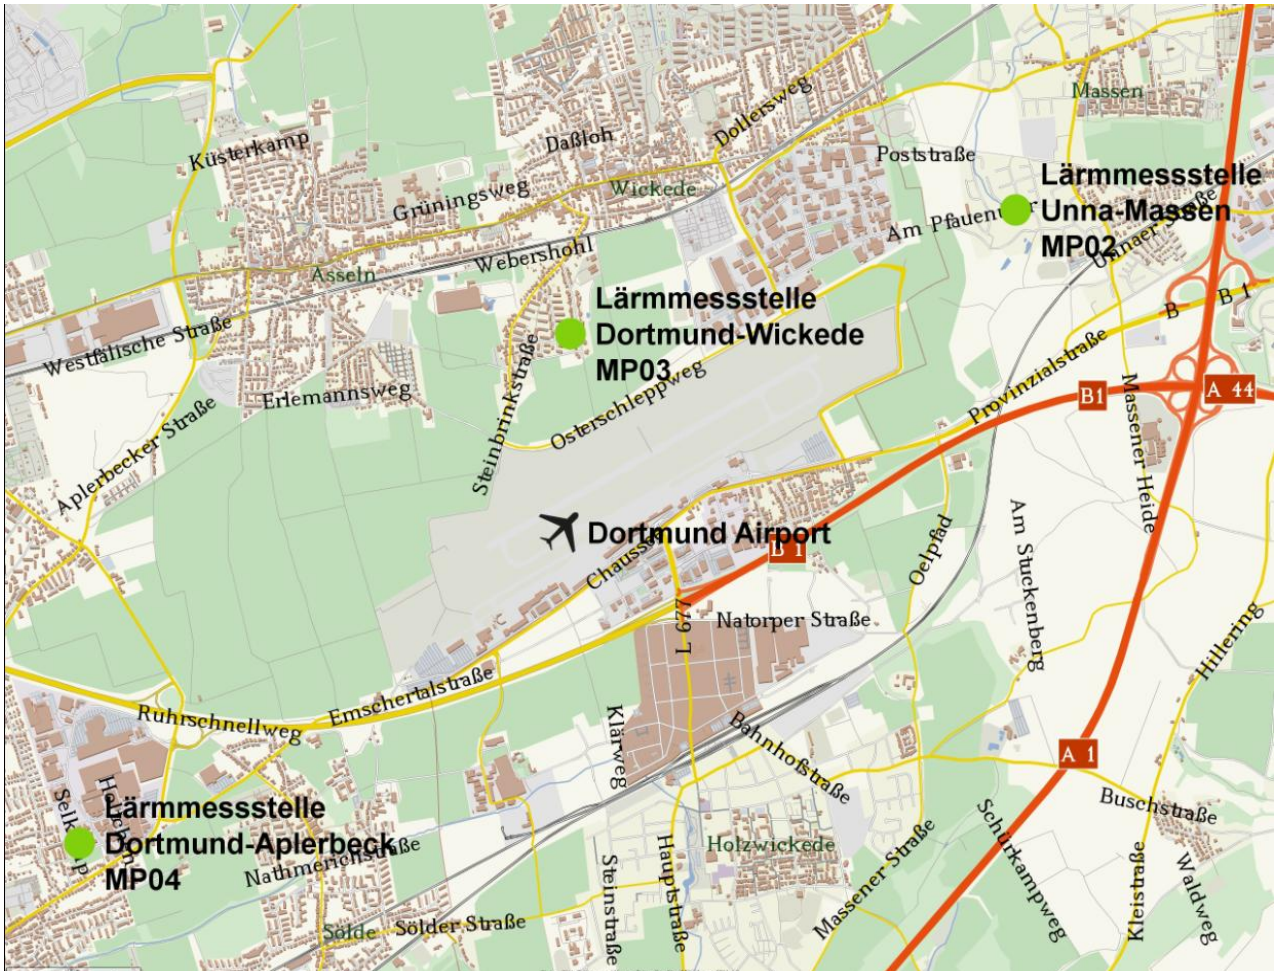 Massen
Dollersweg
Daßloh
Küsterkamp
Poststraße
Lärmmessstelle
Unna-Massen
MP02
Wickede
Grüningsweg
Am Pfauen
Unnaer Straße
Webershohl
Asseln
Lärmmessstelle
Dortmund-Wickede
MP03
B 1
B
Westfälische Straße
Provinzialstraße
A 44
B1
Erlemannsweg
Osterschleppweg
Steinbrinkstraße
Massener Heide
Aplerbecker Straße
Dortmund Airport
B 1
Chaussee
Oelpfad
Am Stuckenberg
L 677
Natorper Straße
Hillering
Emschertalstraße
Ruhrschnellweg
Klärweg
Bahnhofstraße
A 1
Buschstraße
Lärmmessstelle
Dortmund-Aplerbeck
MP04
Nathmerichstraße
Holzwickede
Hauptstraße
Steinstraße
Massener Straße
Schürkampweg
Kleistraße
Waldweg
Sölde
Sölder Straße